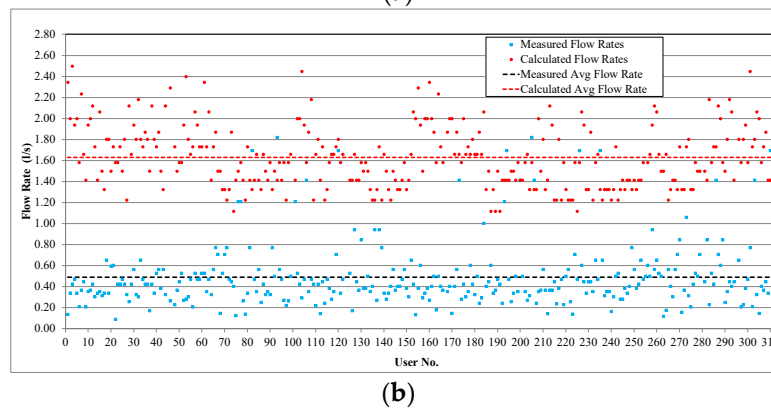 2.80
2.60
2.40
2.20
2.00
1.80
1.60
1.40
1.20
1.00
0.80
0.60
0.40
0.20
0.00
Flow Rate (l/s)
Measured Flow Rates
Calculated Flow Rates
Measured Avg Flow Rate
Calculated Avg Flow Rate
0 10 20 30 40 50 60 70 80 90 100 110 120 130 140 150 160 170 180 190 200 210 220 230 240 250 260 270 280 290 300 31
User No.
(b)